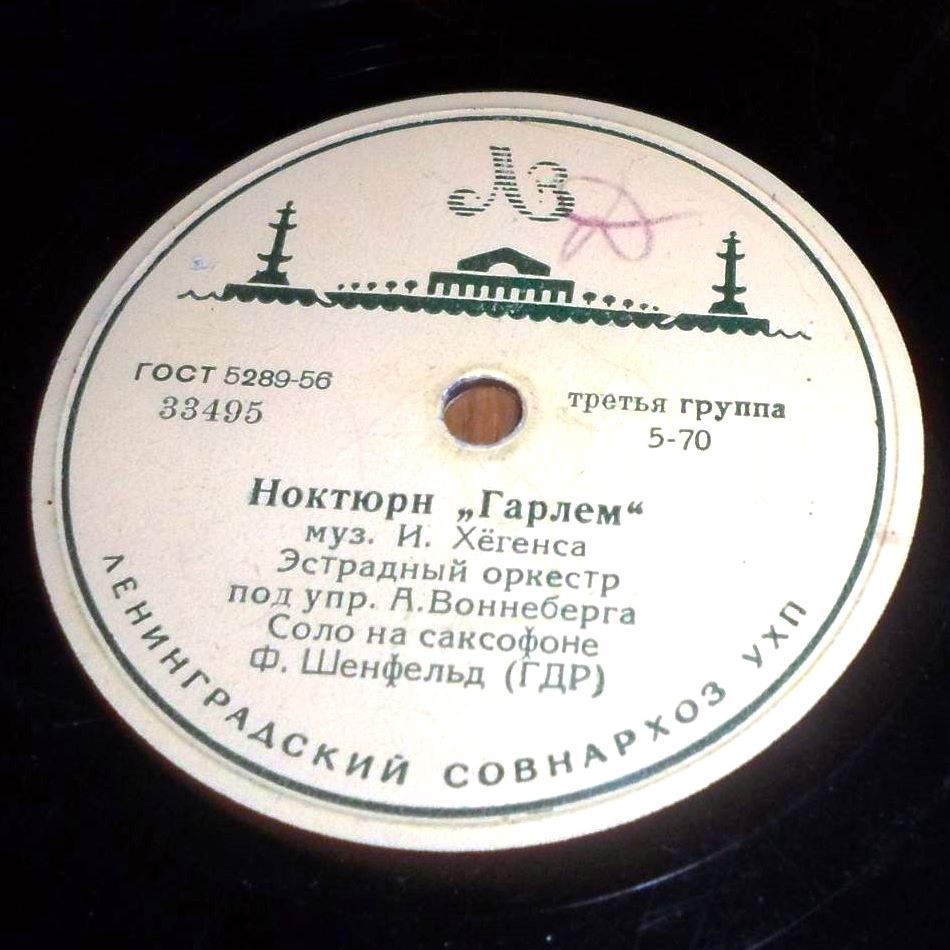 ЛЗ
ГОСТ 5289-56
33495
третья группа
5-70
Ноктюрн „Гарлем“
муз. И. Хёгенса
Эстрадный оркестр
под упр. А.Воннеберга
Соло на саксофоне
Ф. Шенфельд (ГДР)
ЛЕНИНГРАДСКИЙ СОВНАРХОЗ УХП